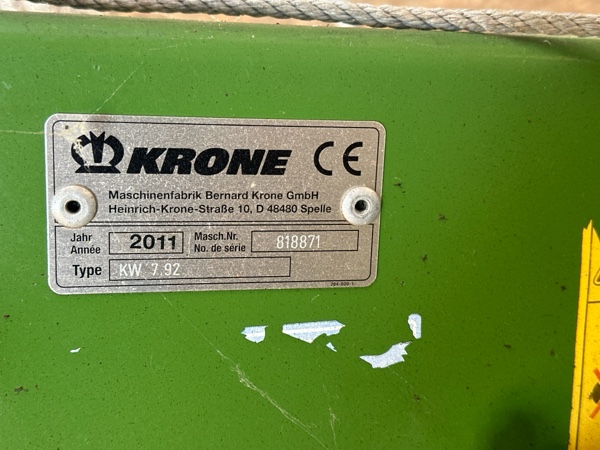 KRONE CE
Maschinenfabrik Bernard Krone GmbH
Heinrich-Krone-Straße 10, D 48480 Spelle
Jahr 2011 Masch.Nr. 818871
Année No. de série
Type KW 7.92